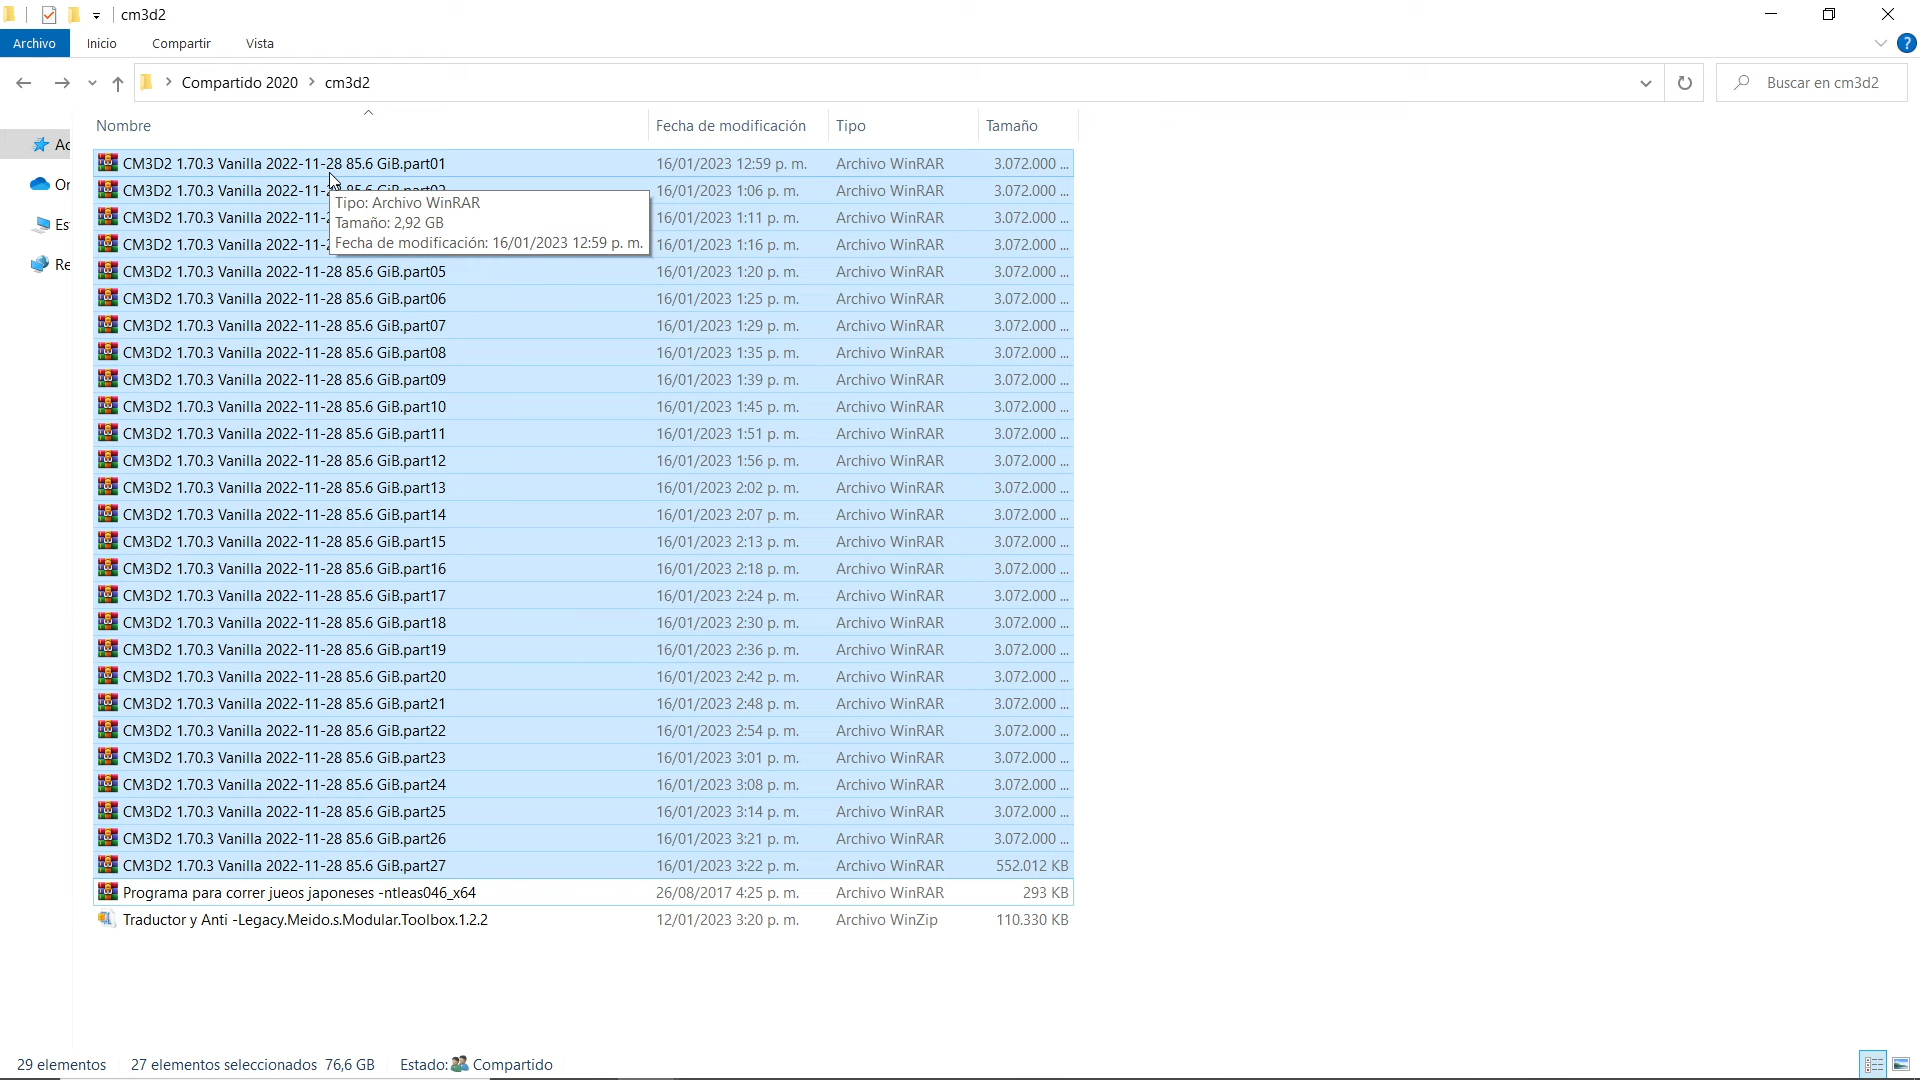 cm3d2
Archivo Inicio Compartir Vista
Compartido 2020 > cm3d2 Buscar en cm3d2
Nombre Fecha de modificación Tipo Tamaño
CM3D2 1.70.3 Vanilla 2022-11-28 85.6 GiB.part01 16/01/2023 12:59 p. m. Archivo WinRAR 3.072.000 ...
CM3D2 1.70.3 Vanilla 2022-11-28 85.6 GiB.part02 16/01/2023 1:06 p. m. Archivo WinRAR 3.072.000 ...
CM3D2 1.70.3 Vanilla 2022-11-2 16/01/2023 1:11 p. m. Archivo WinRAR 3.072.000 ...
CM3D2 1.70.3 Vanilla 2022-11-2 16/01/2023 1:16 p. m. Archivo WinRAR 3.072.000 ...
Tipo: Archivo WinRAR
Tamaño: 2,92 GB
Fecha de modificación: 16/01/2023 12:59 p. m.
CM3D2 1.70.3 Vanilla 2022-11-28 85.6 GiB.part05 16/01/2023 1:20 p. m. Archivo WinRAR 3.072.000 ...
CM3D2 1.70.3 Vanilla 2022-11-28 85.6 GiB.part06 16/01/2023 1:25 p. m. Archivo WinRAR 3.072.000 ...
CM3D2 1.70.3 Vanilla 2022-11-28 85.6 GiB.part07 16/01/2023 1:29 p. m. Archivo WinRAR 3.072.000 ...
CM3D2 1.70.3 Vanilla 2022-11-28 85.6 GiB.part08 16/01/2023 1:35 p. m. Archivo WinRAR 3.072.000 ...
CM3D2 1.70.3 Vanilla 2022-11-28 85.6 GiB.part09 16/01/2023 1:39 p. m. Archivo WinRAR 3.072.000 ...
CM3D2 1.70.3 Vanilla 2022-11-28 85.6 GiB.part10 16/01/2023 1:45 p. m. Archivo WinRAR 3.072.000 ...
CM3D2 1.70.3 Vanilla 2022-11-28 85.6 GiB.part11 16/01/2023 1:51 p. m. Archivo WinRAR 3.072.000 ...
CM3D2 1.70.3 Vanilla 2022-11-28 85.6 GiB.part12 16/01/2023 1:56 p. m. Archivo WinRAR 3.072.000 ...
CM3D2 1.70.3 Vanilla 2022-11-28 85.6 GiB.part13 16/01/2023 2:02 p. m. Archivo WinRAR 3.072.000 ...
CM3D2 1.70.3 Vanilla 2022-11-28 85.6 GiB.part14 16/01/2023 2:07 p. m. Archivo WinRAR 3.072.000 ...
CM3D2 1.70.3 Vanilla 2022-11-28 85.6 GiB.part15 16/01/2023 2:13 p. m. Archivo WinRAR 3.072.000 ...
CM3D2 1.70.3 Vanilla 2022-11-28 85.6 GiB.part16 16/01/2023 2:18 p. m. Archivo WinRAR 3.072.000 ...
CM3D2 1.70.3 Vanilla 2022-11-28 85.6 GiB.part17 16/01/2023 2:24 p. m. Archivo WinRAR 3.072.000 ...
CM3D2 1.70.3 Vanilla 2022-11-28 85.6 GiB.part18 16/01/2023 2:30 p. m. Archivo WinRAR 3.072.000 ...
CM3D2 1.70.3 Vanilla 2022-11-28 85.6 GiB.part19 16/01/2023 2:36 p. m. Archivo WinRAR 3.072.000 ...
CM3D2 1.70.3 Vanilla 2022-11-28 85.6 GiB.part20 16/01/2023 2:42 p. m. Archivo WinRAR 3.072.000 ...
CM3D2 1.70.3 Vanilla 2022-11-28 85.6 GiB.part21 16/01/2023 2:48 p. m. Archivo WinRAR 3.072.000 ...
CM3D2 1.70.3 Vanilla 2022-11-28 85.6 GiB.part22 16/01/2023 2:54 p. m. Archivo WinRAR 3.072.000 ...
CM3D2 1.70.3 Vanilla 2022-11-28 85.6 GiB.part23 16/01/2023 3:01 p. m. Archivo WinRAR 3.072.000 ...
CM3D2 1.70.3 Vanilla 2022-11-28 85.6 GiB.part24 16/01/2023 3:08 p. m. Archivo WinRAR 3.072.000 ...
CM3D2 1.70.3 Vanilla 2022-11-28 85.6 GiB.part25 16/01/2023 3:14 p. m. Archivo WinRAR 3.072.000 ...
CM3D2 1.70.3 Vanilla 2022-11-28 85.6 GiB.part26 16/01/2023 3:21 p. m. Archivo WinRAR 3.072.000 ...
CM3D2 1.70.3 Vanilla 2022-11-28 85.6 GiB.part27 16/01/2023 3:22 p. m. Archivo WinRAR 552.012 KB
Programa para correr jueos japoneses -ntleas046_x64 26/08/2017 4:25 p. m. Archivo WinRAR 293 KB
Traductor y Anti -Legacy.Meido.s.Modular.Toolbox.1.2.2 12/01/2023 3:20 p. m. Archivo WinZip 110.330 KB
Ac
Or
Es
Re
29 elementos 27 elementos seleccionados 76,6 GB Estado: Compartido